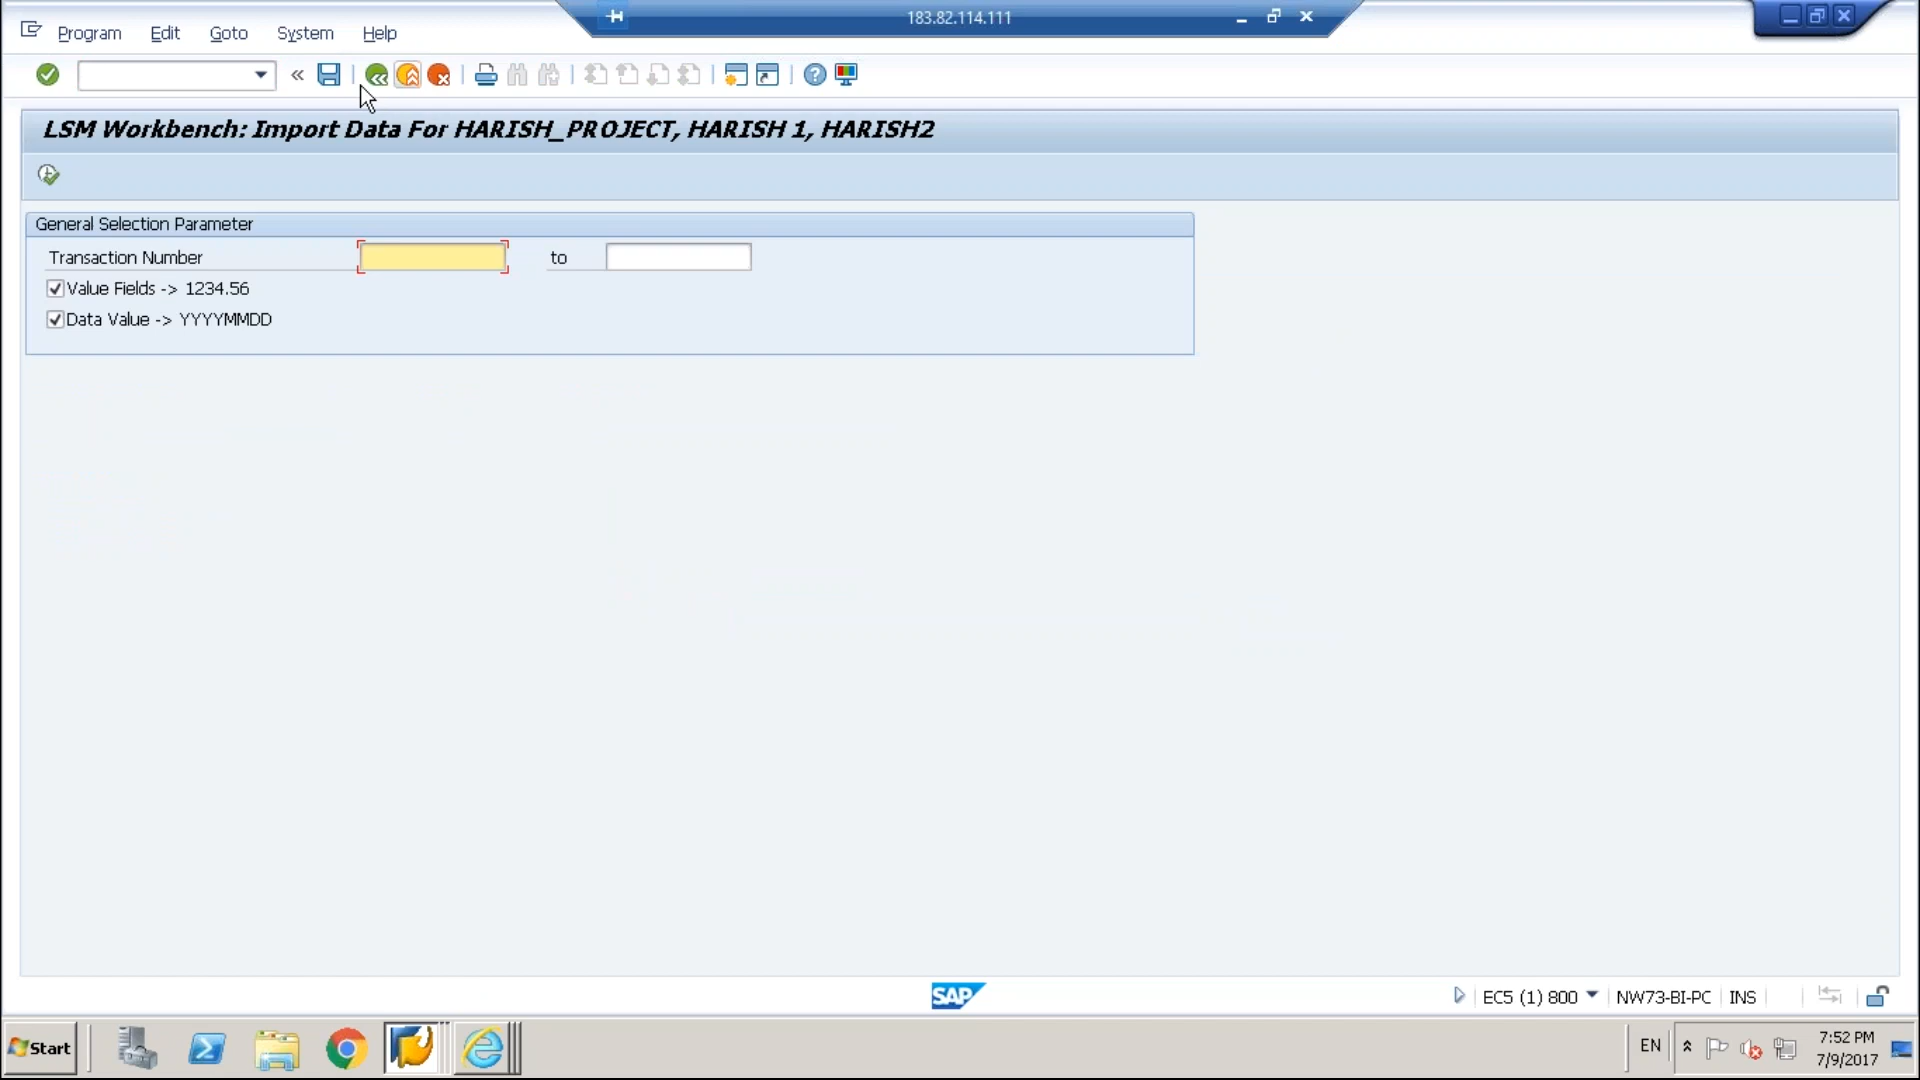 183.82.114.111
Program Edit Goto System Help
LSM Workbench: Import Data For HARISH_PROJECT, HARISH 1, HARISH2
General Selection Parameter
Transaction Number to
Value Fields -> 1234.56
Data Value -> YYYYMMDD
SAP
EC5 (1) 800 NW73-BI-PC INS
Start
EN
7:52 PM
7/9/2017